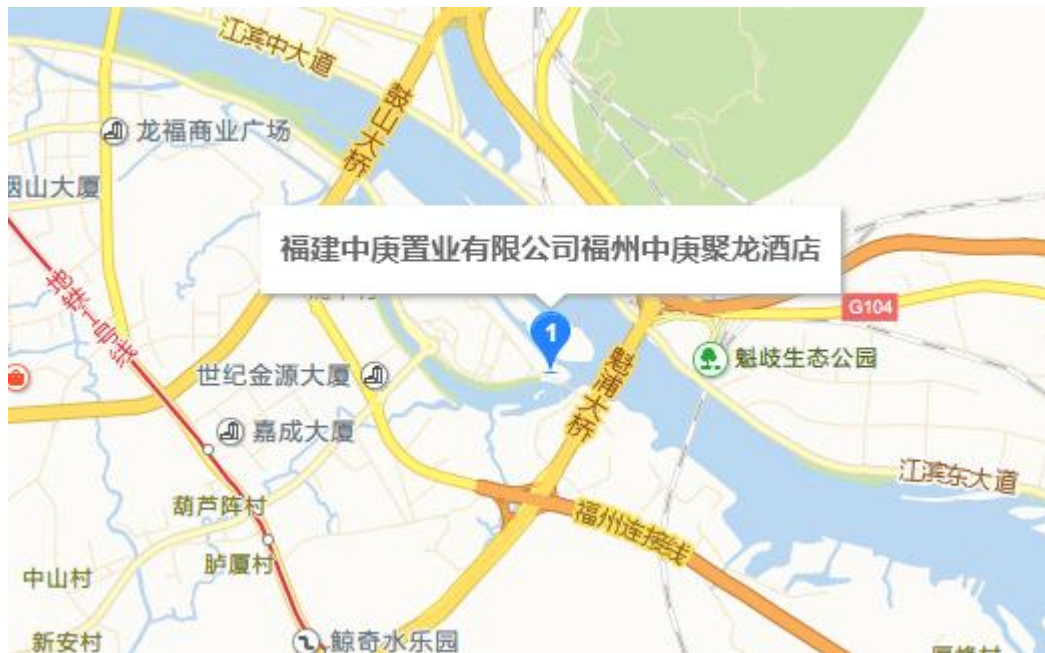 江滨中大道
鼓山大桥
龙福商业广场
烟山大厦
福建中庚置业有限公司福州中庚聚龙酒店
地铁1号线
1
G104
魁岐生态公园
世纪金源大厦
魁浦大桥
嘉成大厦
江滨东大道
葫芦阵村
福州连接线
胪厦村
中山村
新安村
鲸奇水乐园